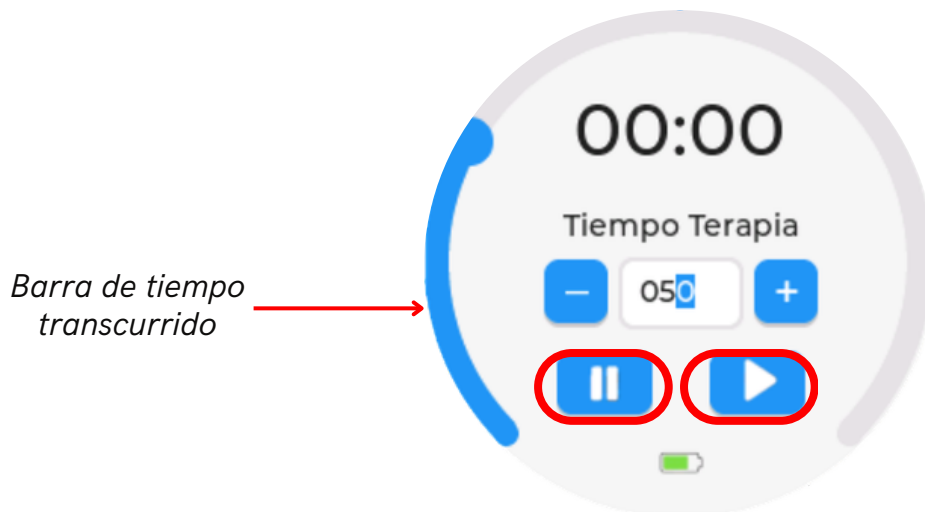 00:00
Tiempo Terapia
– 050 +
Barra de tiempo
transcurrido